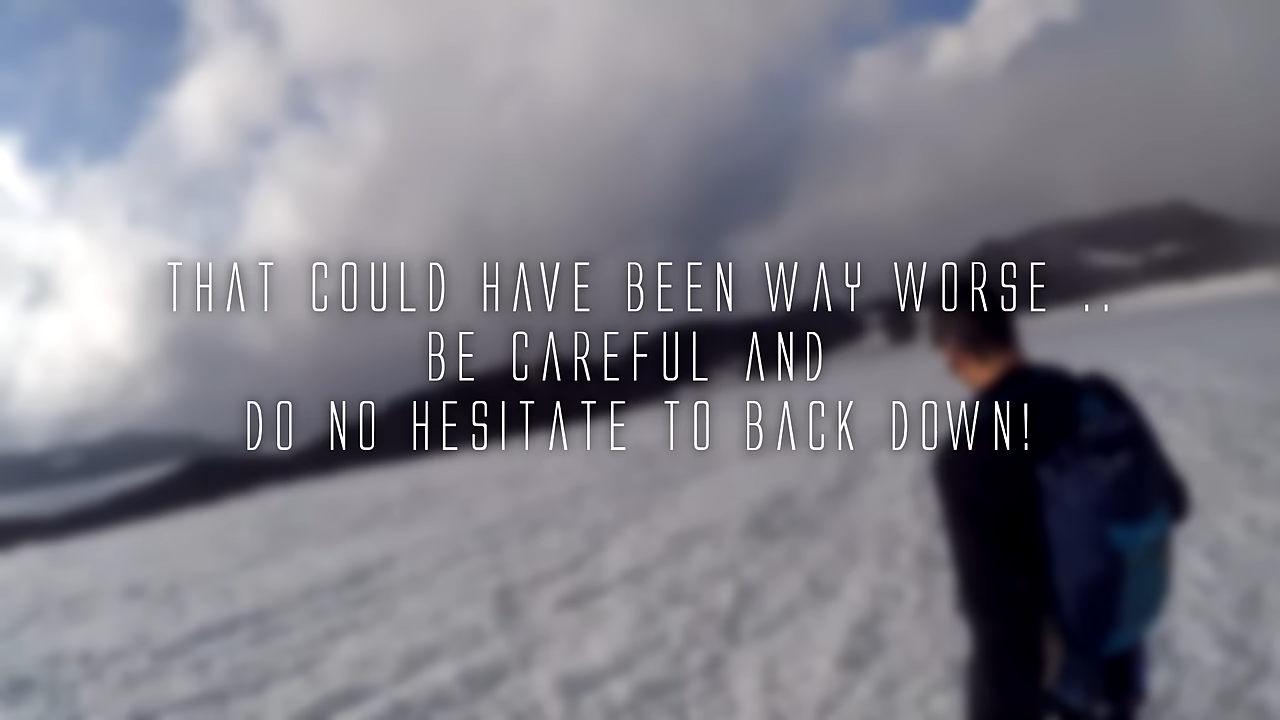 THAT COULD HAVE BEEN WAY WORSE ..
BE CAREFUL AND
DO NO HESITATE TO BACK DOWN!